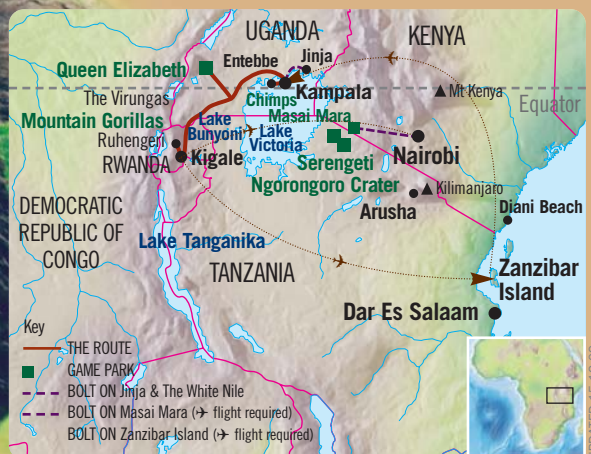 UGANDA
KENYA
Entebbe
Jinja
Queen Elizabeth
Kampala
The Virungas
Chimps
Mt Kenya
Equator
Mountain Gorillas
Lake
Bunyoni
Masai Mara
Ruhengeri
Lake
Victoria
Nairobi
RWANDA
Kigale
Serengeti
Ngorongoro Crater
Kilimanjaro
Arusha
DEMOCRATIC
REPUBLIC OF
CONGO
Diani Beach
Lake Tanganika
TANZANIA
Zanzibar
Island
Dar Es Salaam
Key
THE ROUTE
GAME PARK
BOLT ON Jinja & The White Nile
BOLT ON Masai Mara (✈ flight required)
BOLT ON Zanzibar Island (✈ flight required)